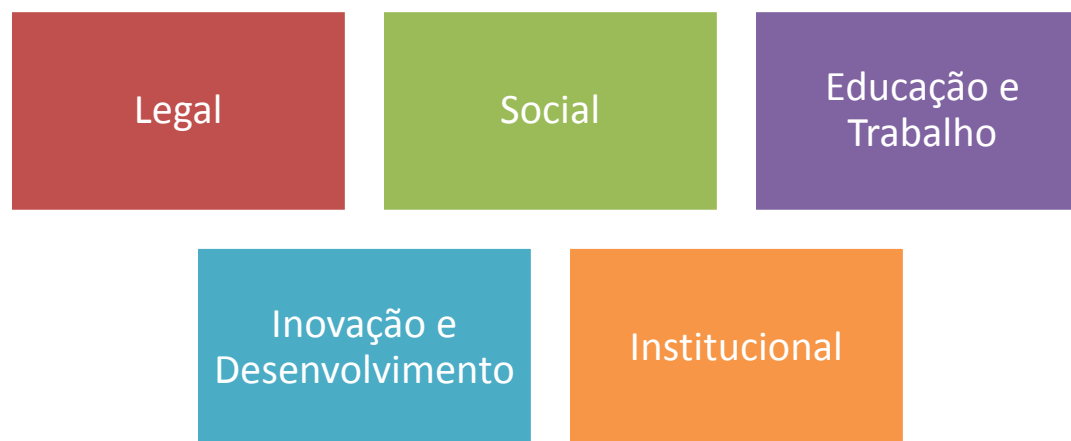 Legal
Social
Educação e
Trabalho
Inovação e
Desenvolvimento
Institucional